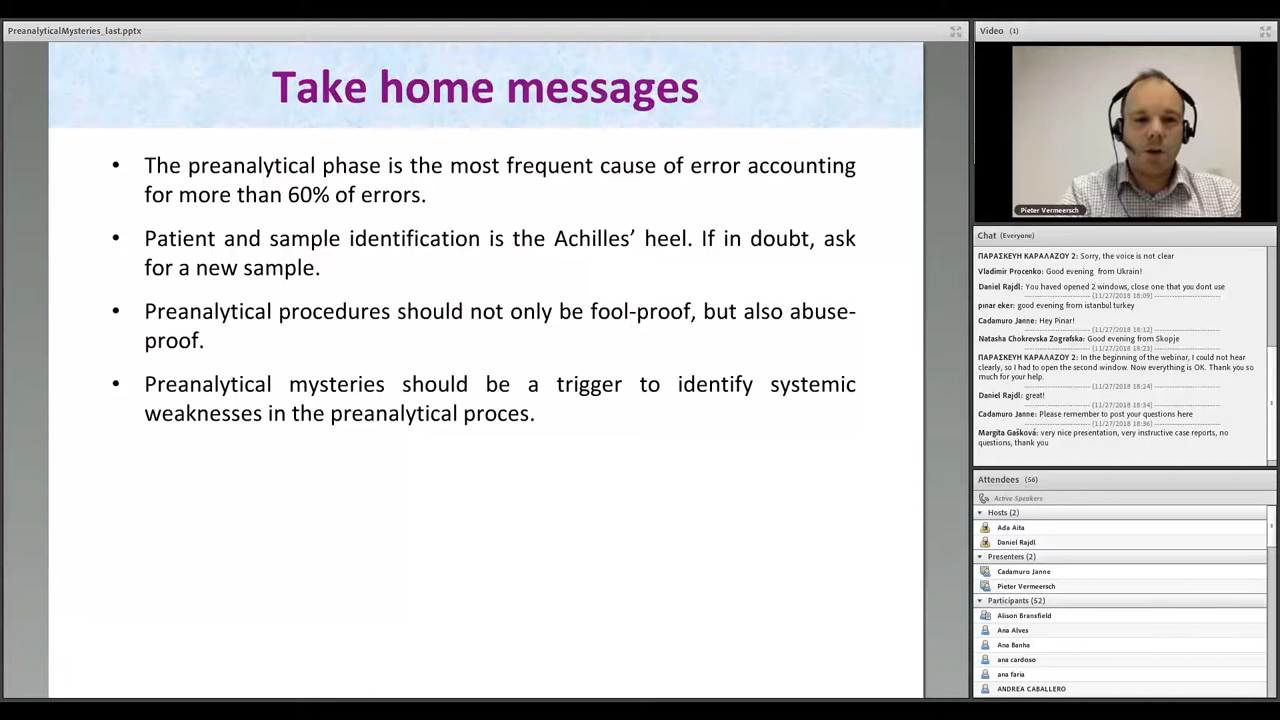 PreanalyticalMysteries_last.pptx
Take home messages
• The preanalytical phase is the most frequent cause of error accounting
for more than 60% of errors.
• Patient and sample identification is the Achilles’ heel. If in doubt, ask
for a new sample.
• Preanalytical procedures should not only be fool-proof, but also abuse-
proof.
• Preanalytical mysteries should be a trigger to identify systemic
weaknesses in the preanalytical proces.
Video (1)
Pieter Vermeersch
Chat (Everyone)
ΠΑΡΑΣΚΕΥΗ ΚΑΡΑΛΑΖΟΥ 2: Sorry, the voice is not clear
Vladimir Procenko: Good evening from Ukrain!
Daniel Rajdl: You haved opened 2 windows, close one that you dont use
(11/27/2018 18:09)
pınar eker: good evening from istanbul turkey
(11/27/2018 18:12)
Cadamuro Janne: Hey Pinar!
(11/27/2018 18:23)
Natasha Chokrevska Zografska: Good evening from Skopje
ΠΑΡΑΣΚΕΥΗ ΚΑΡΑΛΑΖΟΥ 2: In the beginning of the webinar, I could not hear
clearly, so I had to open the second window. Now everything is OK. Thank you so
much for your help.
(11/27/2018 18:24)
Daniel Rajdl: great!
(11/27/2018 18:34)
Cadamuro Janne: Please remember to post your questions here
(11/27/2018 18:36)
Margita Gašková: very nice presentation, very instructive case reports, no
questions, thank you
Attendees (56)
Active Speakers
Hosts (2)
Ada Aita
Daniel Rajdl
Presenters (2)
Cadamuro Janne
Pieter Vermeersch
Participants (52)
Alison Bransfield
Ana Alves
Ana Banha
ana cardoso
ana faria
ANDREA CABALLERO